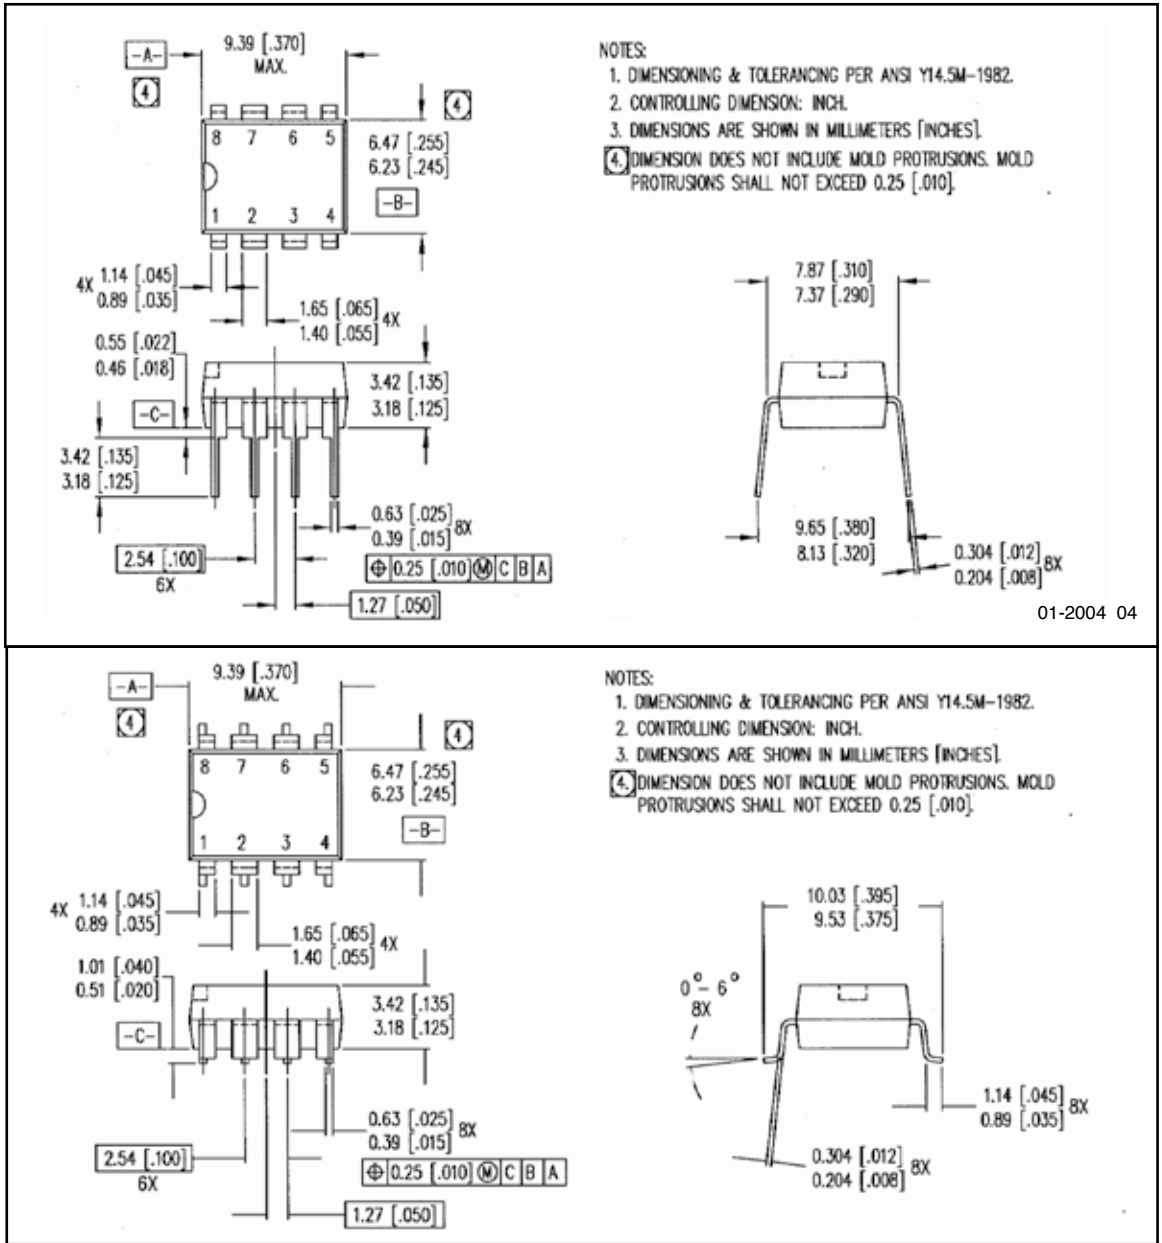 -A-
9.39 [.370]
MAX.
4
4
8 7 6 5
6.47 [.255]
6.23 [.245]
-B-
1 2 3 4
4X 1.14 [.045]
0.89 [.035]
1.65 [.065] 4X
1.40 [.055]
0.55 [.022]
0.46 [.018]
3.42 [.135]
3.18 [.125]
-C-
3.42 [.135]
3.18 [.125]
0.63 [.025] 8X
0.39 [.015]
2.54 [.100]
6X
⌖ 0.25 [.010] Ⓜ C B A
1.27 [.050]
NOTES:
1. DIMENSIONING & TOLERANCING PER ANSI Y14.5M-1982.
2. CONTROLLING DIMENSION: INCH.
3. DIMENSIONS ARE SHOWN IN MILLIMETERS [INCHES].
4. DIMENSION DOES NOT INCLUDE MOLD PROTRUSIONS. MOLD
PROTRUSIONS SHALL NOT EXCEED 0.25 [.010].
7.87 [.310]
7.37 [.290]
9.65 [.380]
8.13 [.320]
0.304 [.012] 8X
0.204 [.008]
01-2004 04
-A-
9.39 [.370]
MAX.
4
4
8 7 6 5
6.47 [.255]
6.23 [.245]
-B-
1 2 3 4
4X 1.14 [.045]
0.89 [.035]
1.65 [.065] 4X
1.40 [.055]
1.01 [.040]
0.51 [.020]
3.42 [.135]
3.18 [.125]
-C-
0.63 [.025] 8X
0.39 [.015]
2.54 [.100]
6X
⌖ 0.25 [.010] Ⓜ C B A
1.27 [.050]
NOTES:
1. DIMENSIONING & TOLERANCING PER ANSI Y14.5M-1982.
2. CONTROLLING DIMENSION: INCH.
3. DIMENSIONS ARE SHOWN IN MILLIMETERS [INCHES].
4. DIMENSION DOES NOT INCLUDE MOLD PROTRUSIONS. MOLD
PROTRUSIONS SHALL NOT EXCEED 0.25 [.010].
10.03 [.395]
9.53 [.375]
0° - 6°
8X
1.14 [.045] 8X
0.89 [.035]
0.304 [.012] 8X
0.204 [.008]